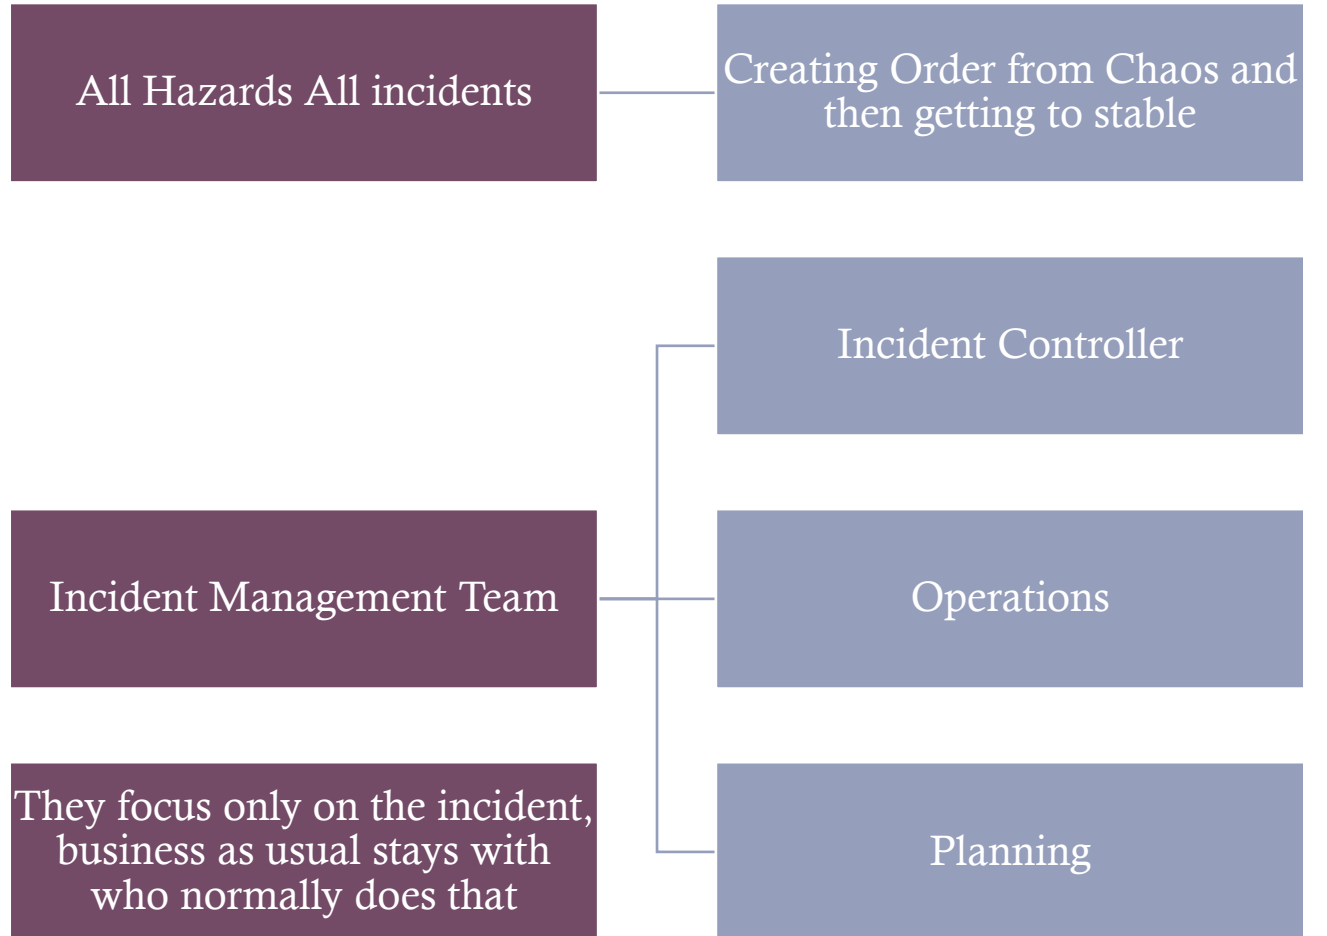 All Hazards All incidents
Creating Order from Chaos and
then getting to stable
Incident Controller
Incident Management Team
Operations
They focus only on the incident,
business as usual stays with
who normally does that
Planning